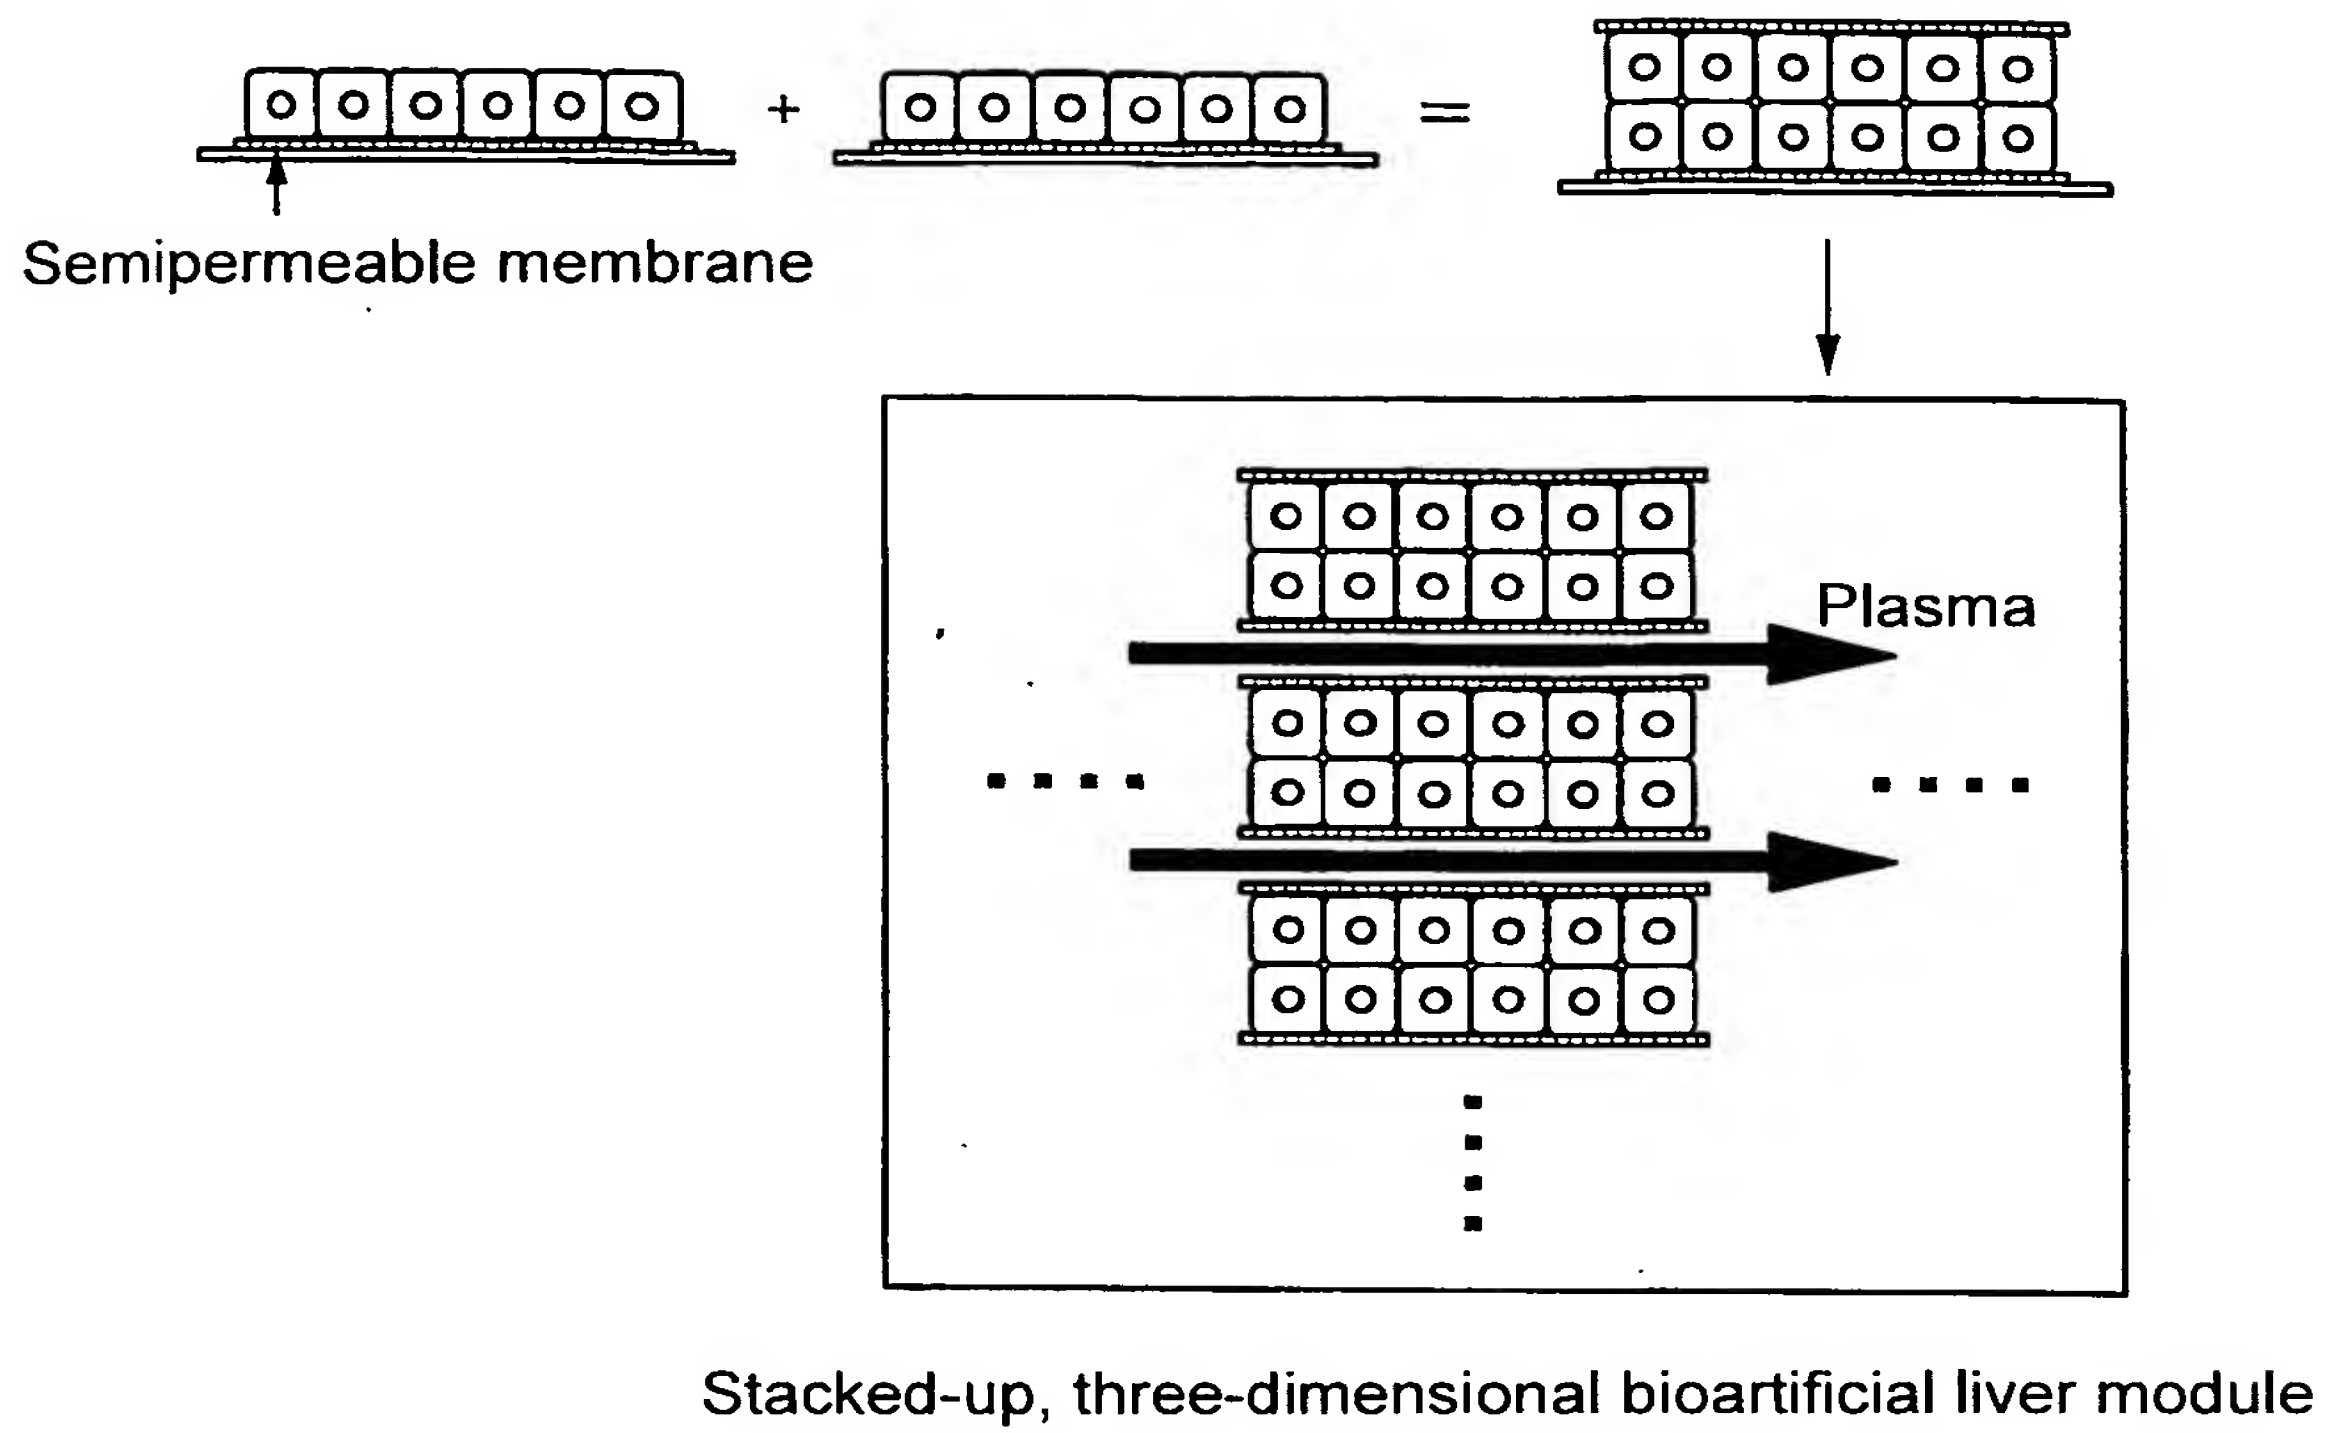 +
=
Semipermeable membrane
Plasma
Stacked-up, three-dimensional bioartificial liver module